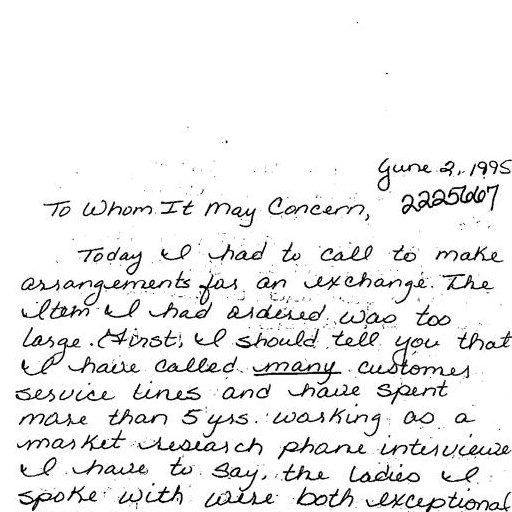 June 2, 1995
To Whom It May Concern,
2225667
Today I had to call to make
arrangements for an exchange. The
item I had ordered was too
large. First, I should tell you that
I have called many customer
service lines and have spent
more than 5 yrs. working as a
market research phone interviewe
I have to say, the ladies I
spoke with were both exceptional